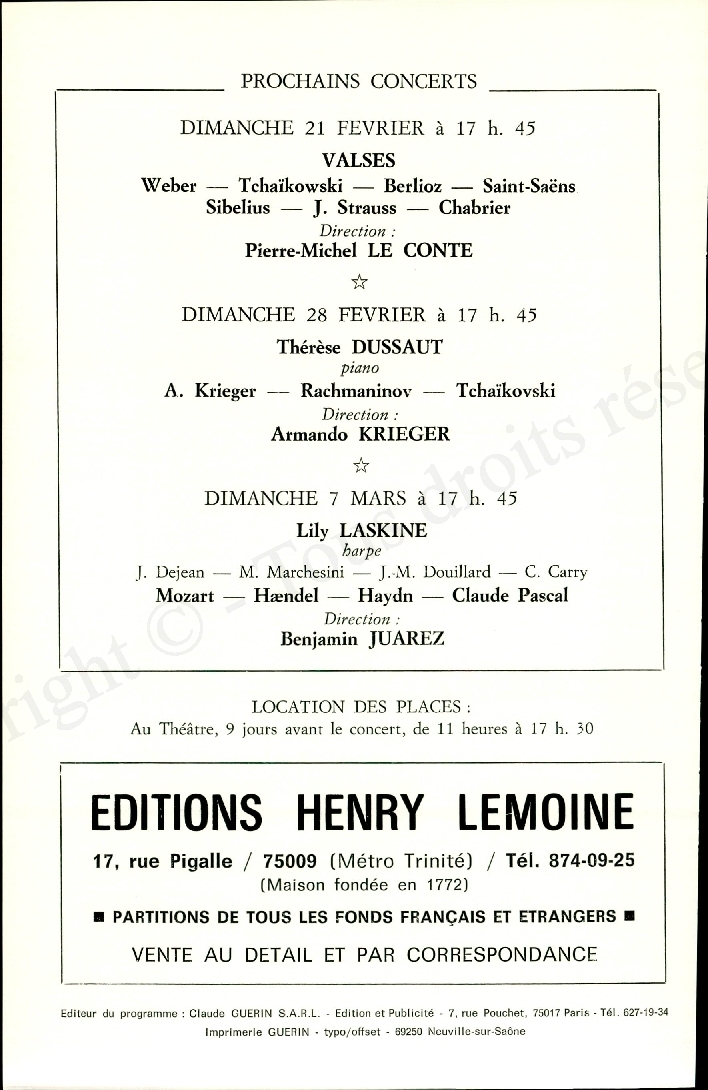 PROCHAINS CONCERTS
DIMANCHE 21 FEVRIER à 17 h. 45
VALSES
Weber — Tchaïkowski — Berlioz — Saint-Saëns
Sibelius — J. Strauss — Chabrier
Direction :
Pierre-Michel LE CONTE
☆
DIMANCHE 28 FEVRIER à 17 h. 45
Thérèse DUSSAUT
piano
A. Krieger — Rachmaninov — Tchaïkovski
Direction :
Armando KRIEGER
☆
DIMANCHE 7 MARS à 17 h. 45
Lily LASKINE
harpe
J. Dejean — M. Marchesini — J.-M. Douillard — C. Carry
Mozart — Hændel — Haydn — Claude Pascal
Direction :
Benjamin JUAREZ
LOCATION DES PLACES :
Au Théâtre, 9 jours avant le concert, de 11 heures à 17 h. 30
EDITIONS HENRY LEMOINE
17, rue Pigalle / 75009 (Métro Trinité) / Tél. 874-09-25
(Maison fondée en 1772)
■ PARTITIONS DE TOUS LES FONDS FRANÇAIS ET ETRANGERS ■
VENTE AU DETAIL ET PAR CORRESPONDANCE
Editeur du programme : Claude GUERIN S.A.R.L. - Edition et Publicité - 7, rue Pouchet, 75017 Paris - Tél. 627-19-34
Imprimerie GUERIN - typo/offset - 69250 Neuville-sur-Saône
right © - Tous droits rése